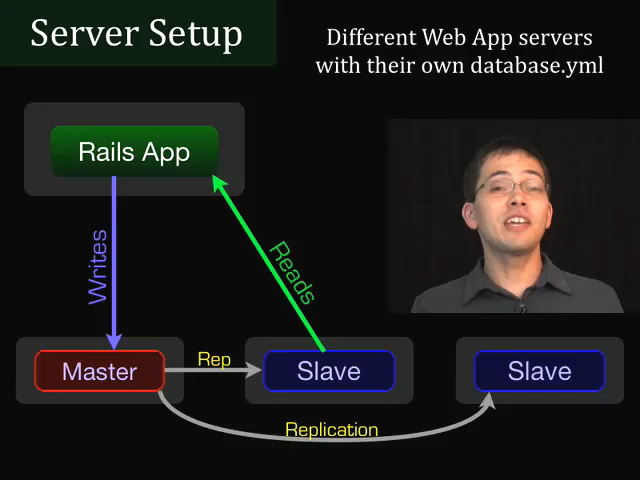 Server Setup
Different Web App servers
with their own database.yml
Rails App
Writes
Reads
Master
Rep
Slave
Slave
Replication